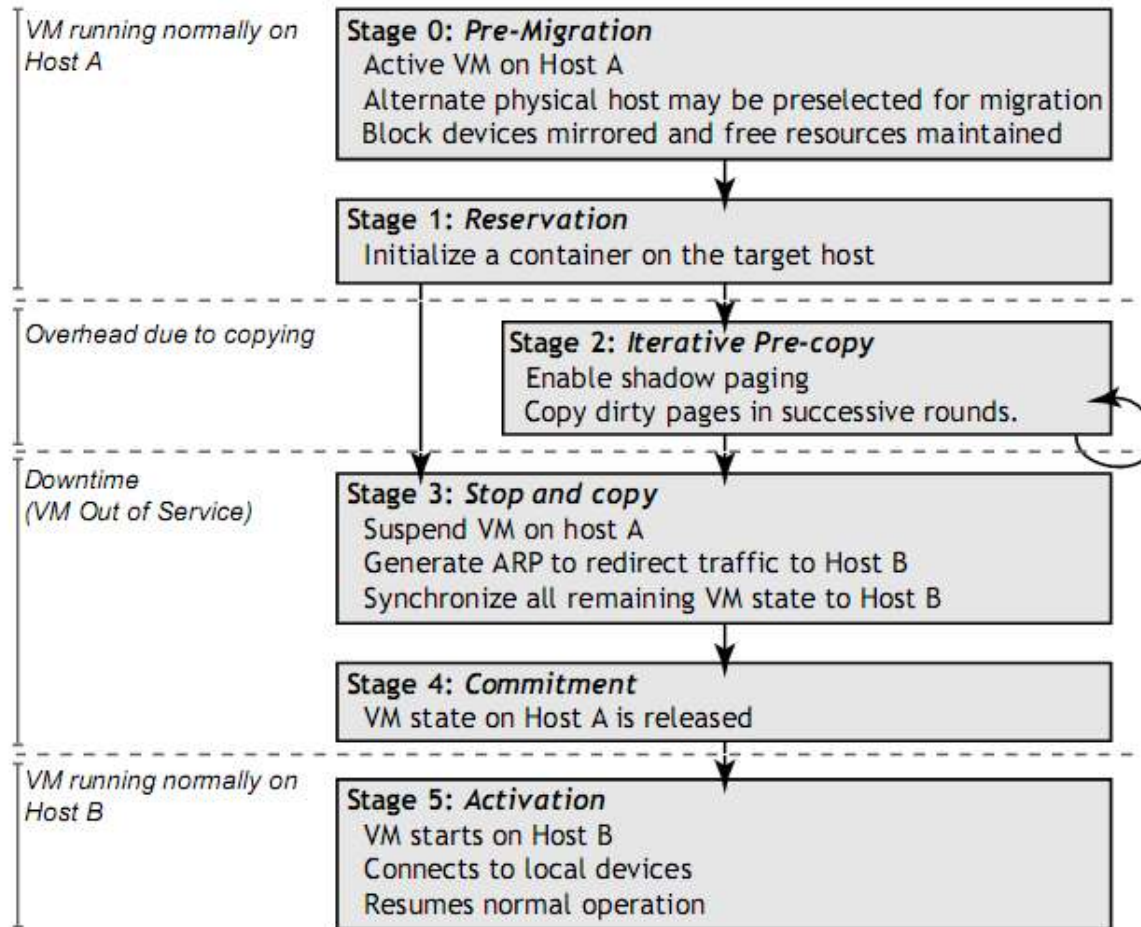 VM running normally on
Host A
Stage 0: Pre-Migration
Active VM on Host A
Alternate physical host may be preselected for migration
Block devices mirrored and free resources maintained
Stage 1: Reservation
Initialize a container on the target host
Overhead due to copying
Stage 2: Iterative Pre-copy
Enable shadow paging
Copy dirty pages in successive rounds.
Downtime
(VM Out of Service)
Stage 3: Stop and copy
Suspend VM on host A
Generate ARP to redirect traffic to Host B
Synchronize all remaining VM state to Host B
Stage 4: Commitment
VM state on Host A is released
VM running normally on
Host B
Stage 5: Activation
VM starts on Host B
Connects to local devices
Resumes normal operation